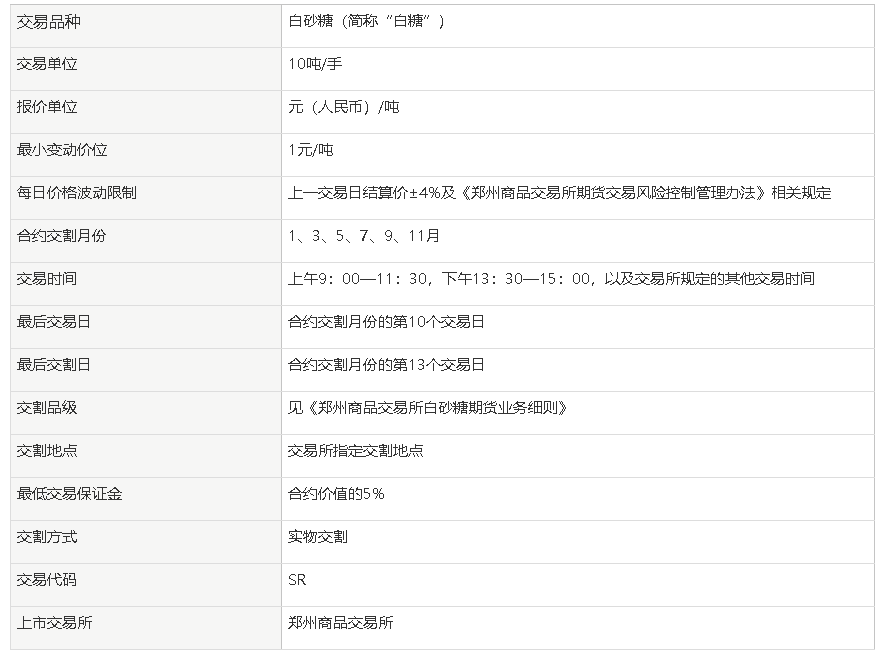 交易品种 白砂糖（简称“白糖”）
交易单位 10吨/手
报价单位 元（人民币）/吨
最小变动价位 1元/吨
每日价格波动限制 上一交易日结算价±4%及《郑州商品交易所期货交易风险控制管理办法》相关规定
合约交割月份 1、3、5、7、9、11月
交易时间 上午9：00—11：30，下午13：30—15：00，以及交易所规定的其他交易时间
最后交易日 合约交割月份的第10个交易日
最后交割日 合约交割月份的第13个交易日
交割品级 见《郑州商品交易所白砂糖期货业务细则》
交割地点 交易所指定交割地点
最低交易保证金 合约价值的5%
交割方式 实物交割
交易代码 SR
上市交易所 郑州商品交易所